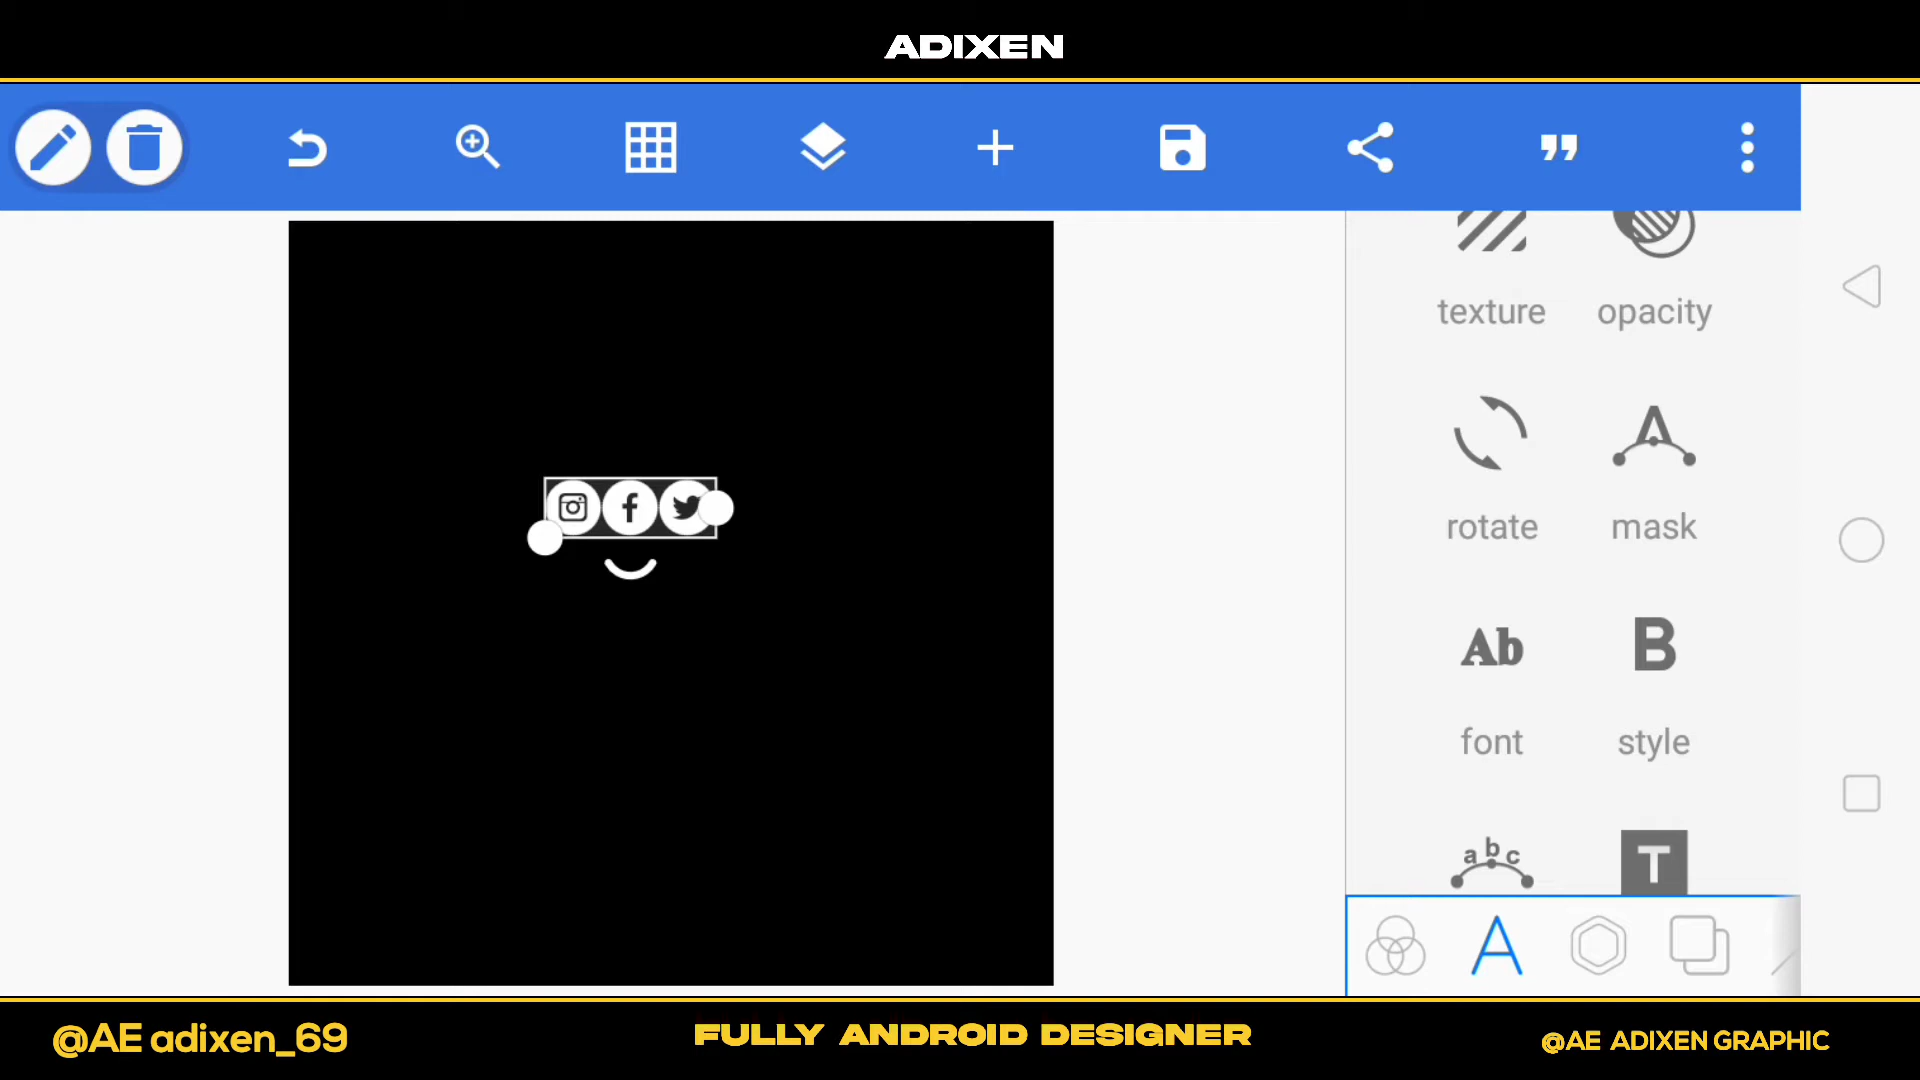 ADIXEN
texture
opacity
rotate
mask
Ab
B
font
style
abc
T
A
@AE adixen_69
FULLY ANDROID DESIGNER
@AE ADIXEN GRAPHIC